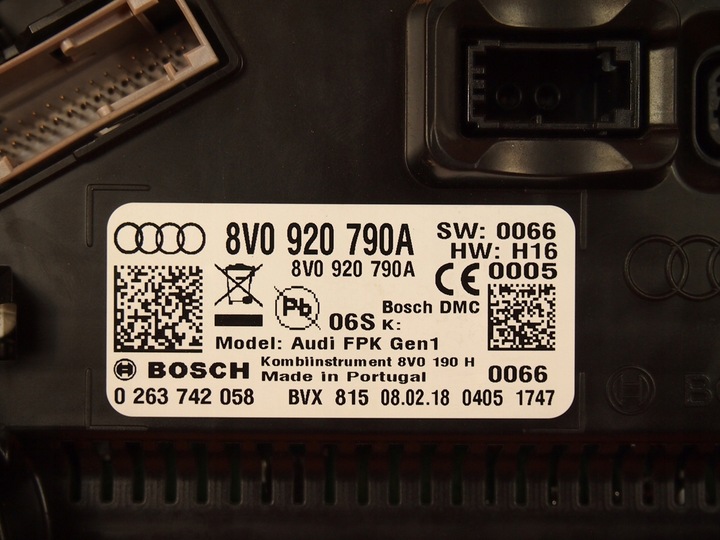 8V0 920 790A
SW: 0066
HW: H16
8V0 920 790A
CE 0005
Pb
Bosch DMC
06S K:
Model: Audi FPK Gen1
Kombiinstrument 8V0 190 H
BOSCH
Made in Portugal
0066
0 263 742 058
BVX 815 08.02.18 0405 1747